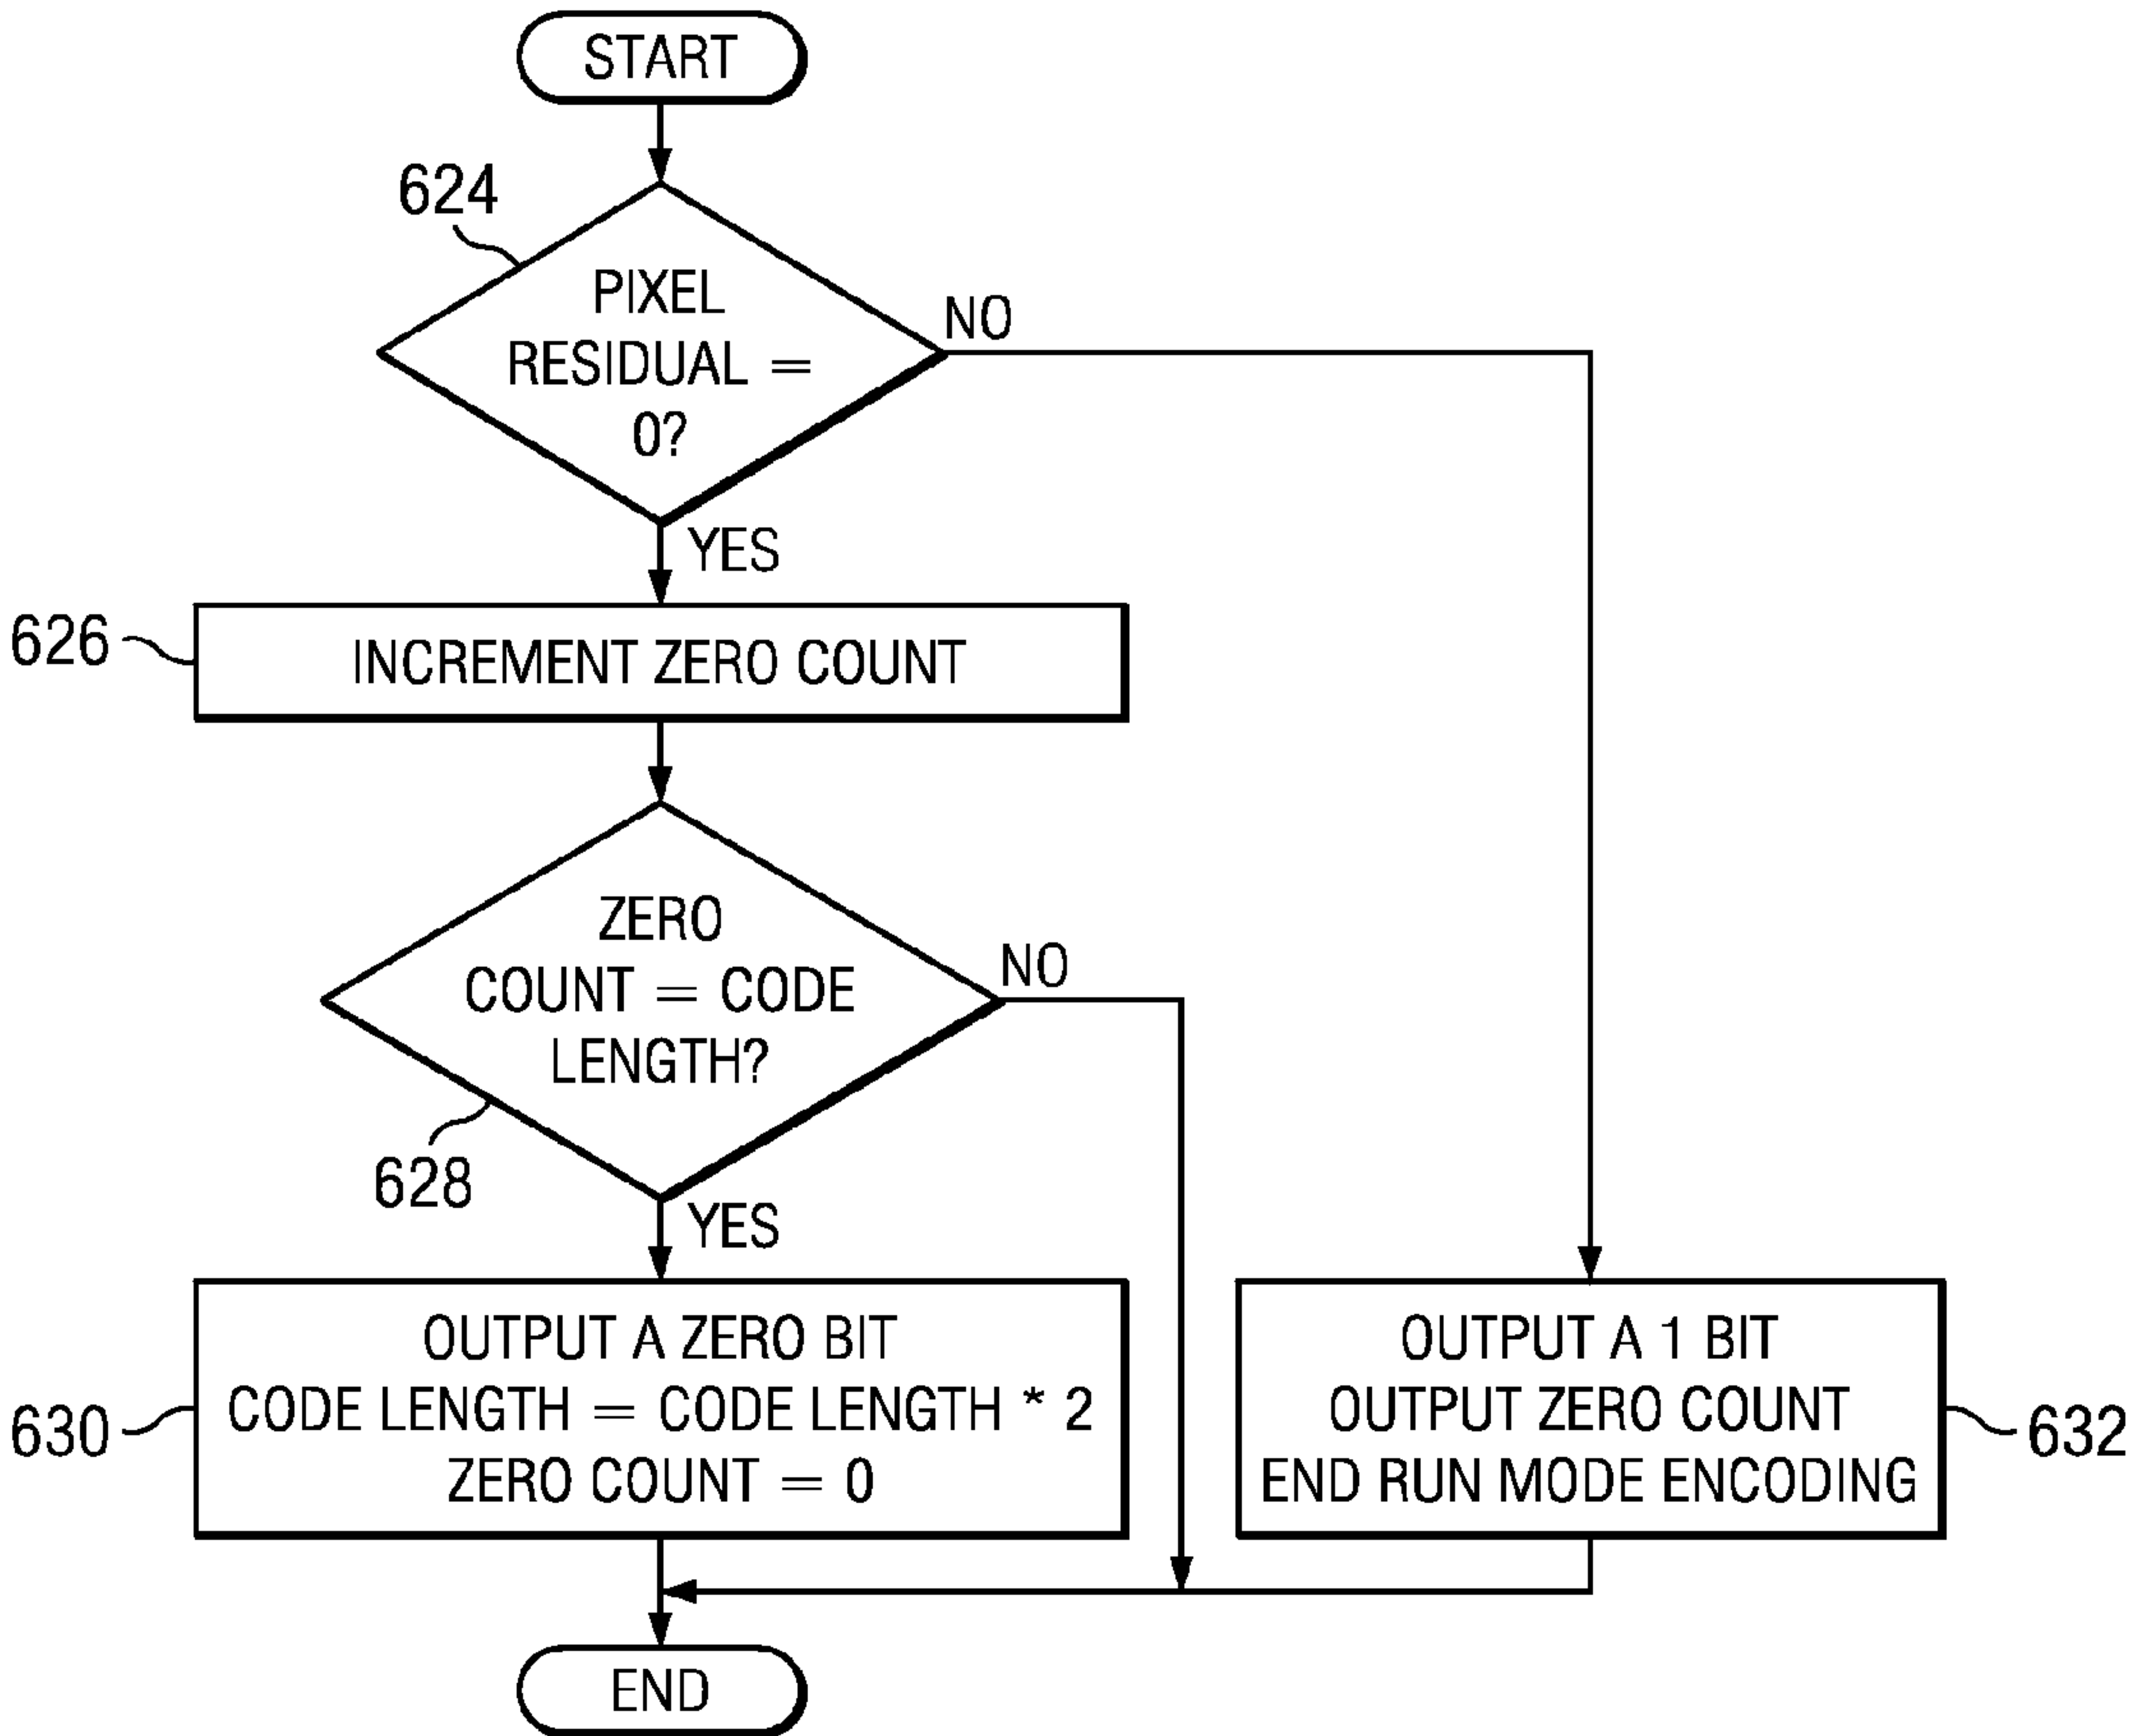 START
624
PIXEL
RESIDUAL =
0?
NO
YES
626
INCREMENT ZERO COUNT
ZERO
COUNT = CODE
LENGTH?
NO
628
YES
630
OUTPUT A ZERO BIT
CODE LENGTH = CODE LENGTH * 2
ZERO COUNT = 0
OUTPUT A 1 BIT
OUTPUT ZERO COUNT
END RUN MODE ENCODING
632
END